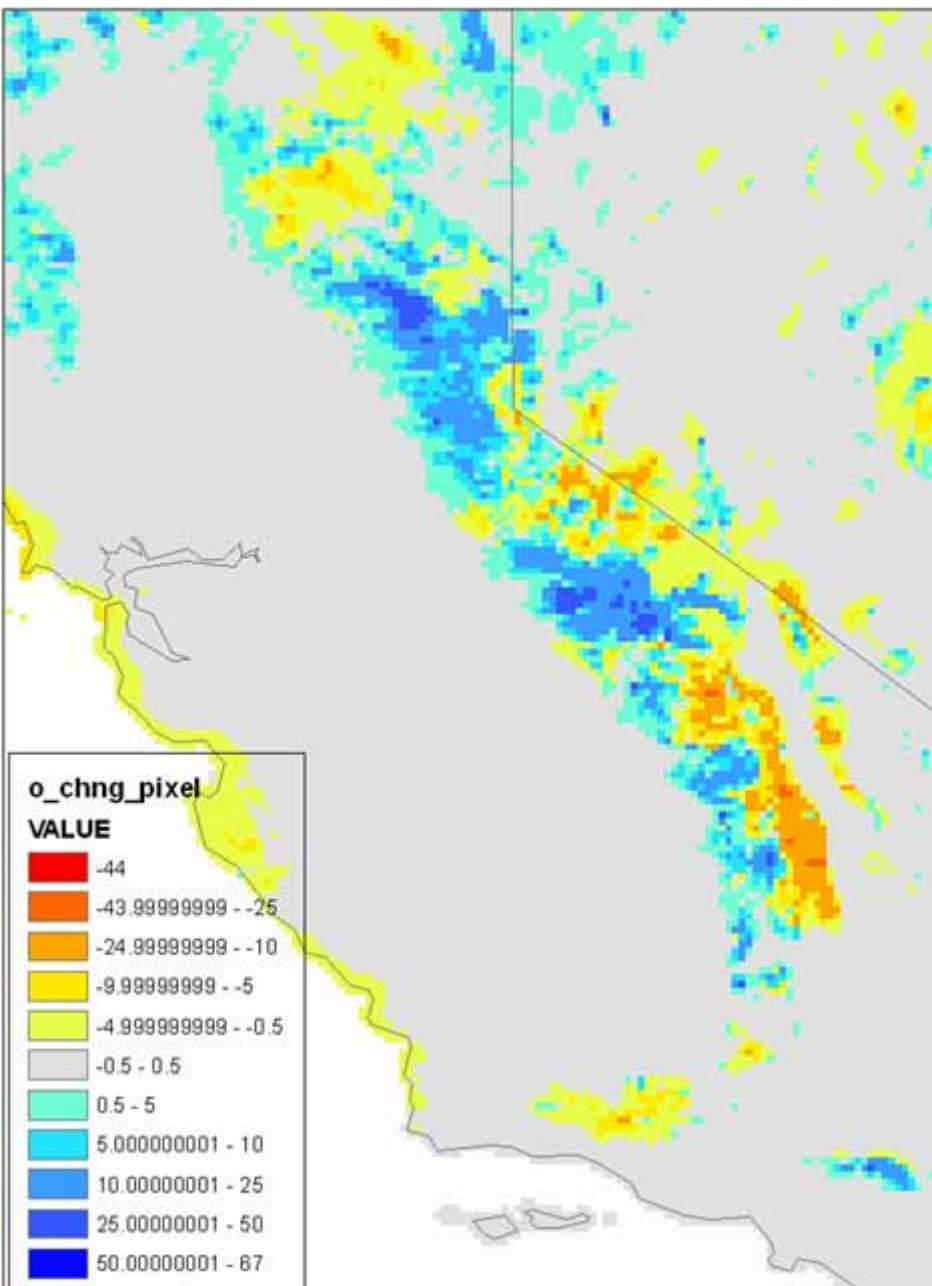 o_chng_pixel
VALUE
-44
-43.99999999 - -25
-24.99999999 - -10
-9.99999999 - -5
-4.999999999 - -0.5
-0.5 - 0.5
0.5 - 5
5.000000001 - 10
10.00000001 - 25
25.00000001 - 50
50.00000001 - 67